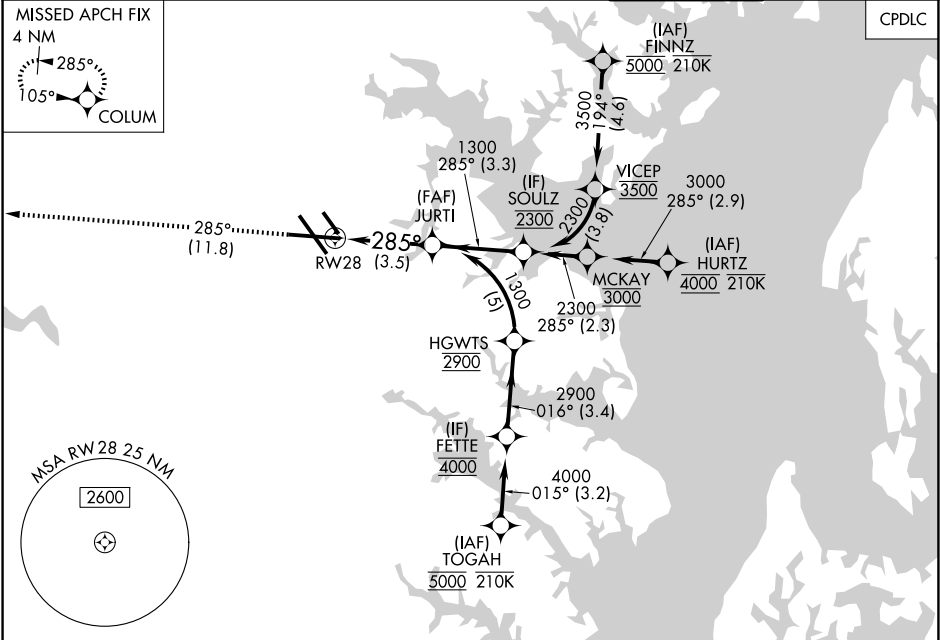 MISSED APCH FIX
4 NM
285°
105°
COLUM
CPDLC
(IAF)
FINNZ
5000 210K
3500
194°
(4.6)
VICEP
3500
2300
(3.8)
3000
285° (2.9)
(IAF)
HURTZ
4000 210K
MCKAY
3000
2300
285° (2.3)
(IF)
SOULZ
2300
1300
285° (3.3)
(FAF)
JURTI
285°
(3.5)
RW28
285°
(11.8)
1300
(5)
HGWTS
2900
2900
016° (3.4)
(IF)
FETTE
4000
4000
015° (3.2)
(IAF)
TOGAH
5000 210K
MSA RW28 25 NM
2600